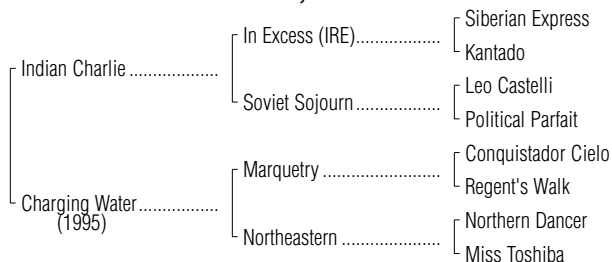 Siberian Express
In Excess (IRE)..................
Kantado
Indian Charlie ...................
Leo Castelli
Soviet Sojourn ..................
Political Parfait
Conquistador Cielo
Marquetry .........................
Regent's Walk
Charging Water.................
(1995)
Northern Dancer
Northeastern .....................
Miss Toshiba